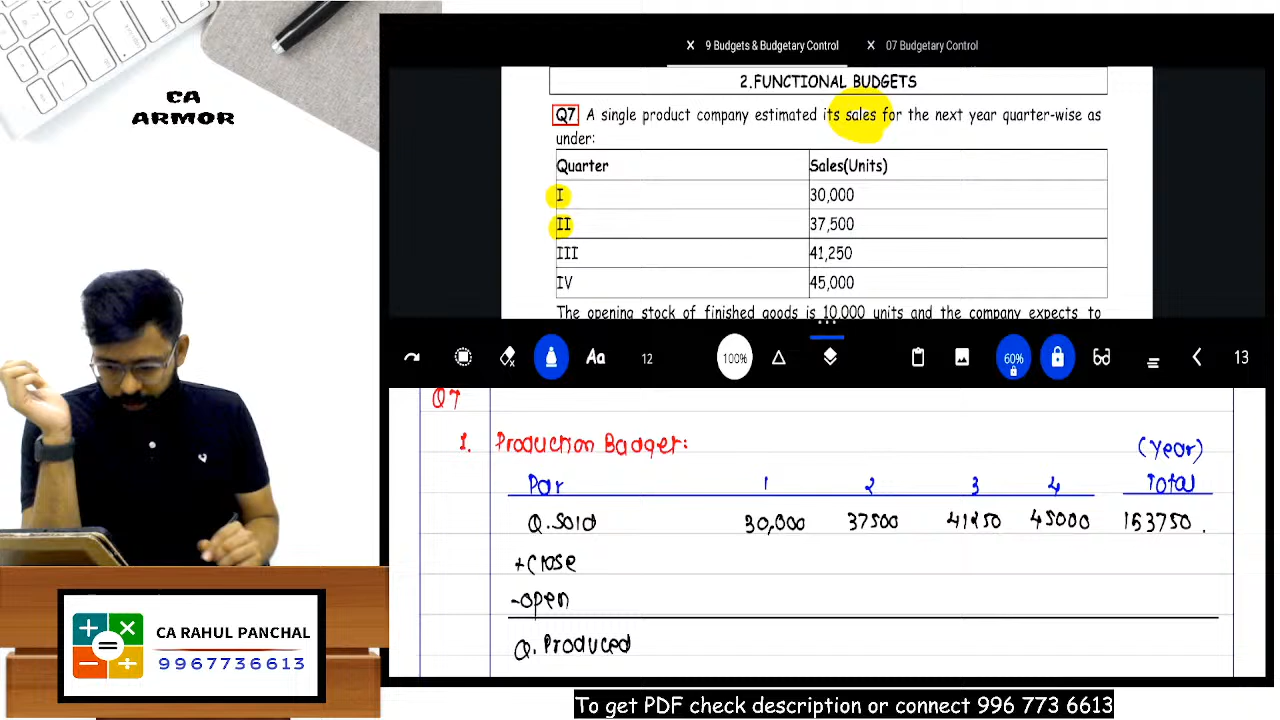 CA
ARMOR
9 Budgets & Budgetary Control
07 Budgetary Control
2.FUNCTIONAL BUDGETS
Q7 A single product company estimated its sales for the next year quarter-wise as
under:
Quarter Sales(Units)
I 30,000
II 37,500
III 41,250
IV 45,000
The opening stock of finished goods is 10,000 units and the company expects to
Aa 12 100% 60% 13
Q7
1. Production Budget: (Year)
Par 1 2 3 4 Total
Q. Sold 30,000 37500 41250 45000 153750.
+Close
-open
Q. Produced
CA RAHUL PANCHAL
9967736613
To get PDF check description or connect 996 773 6613